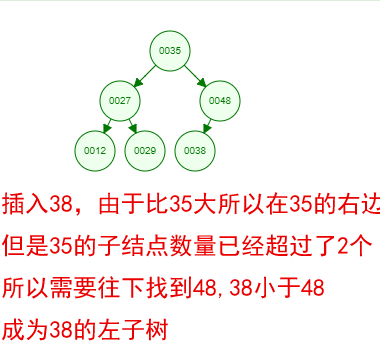 0035
0027 0048
0012 0029 0038
插入38，由于比35大所以在35的右边
但是35的子结点数量已经超过了2个
所以需要往下找到48,38小于48
成为38的左子树